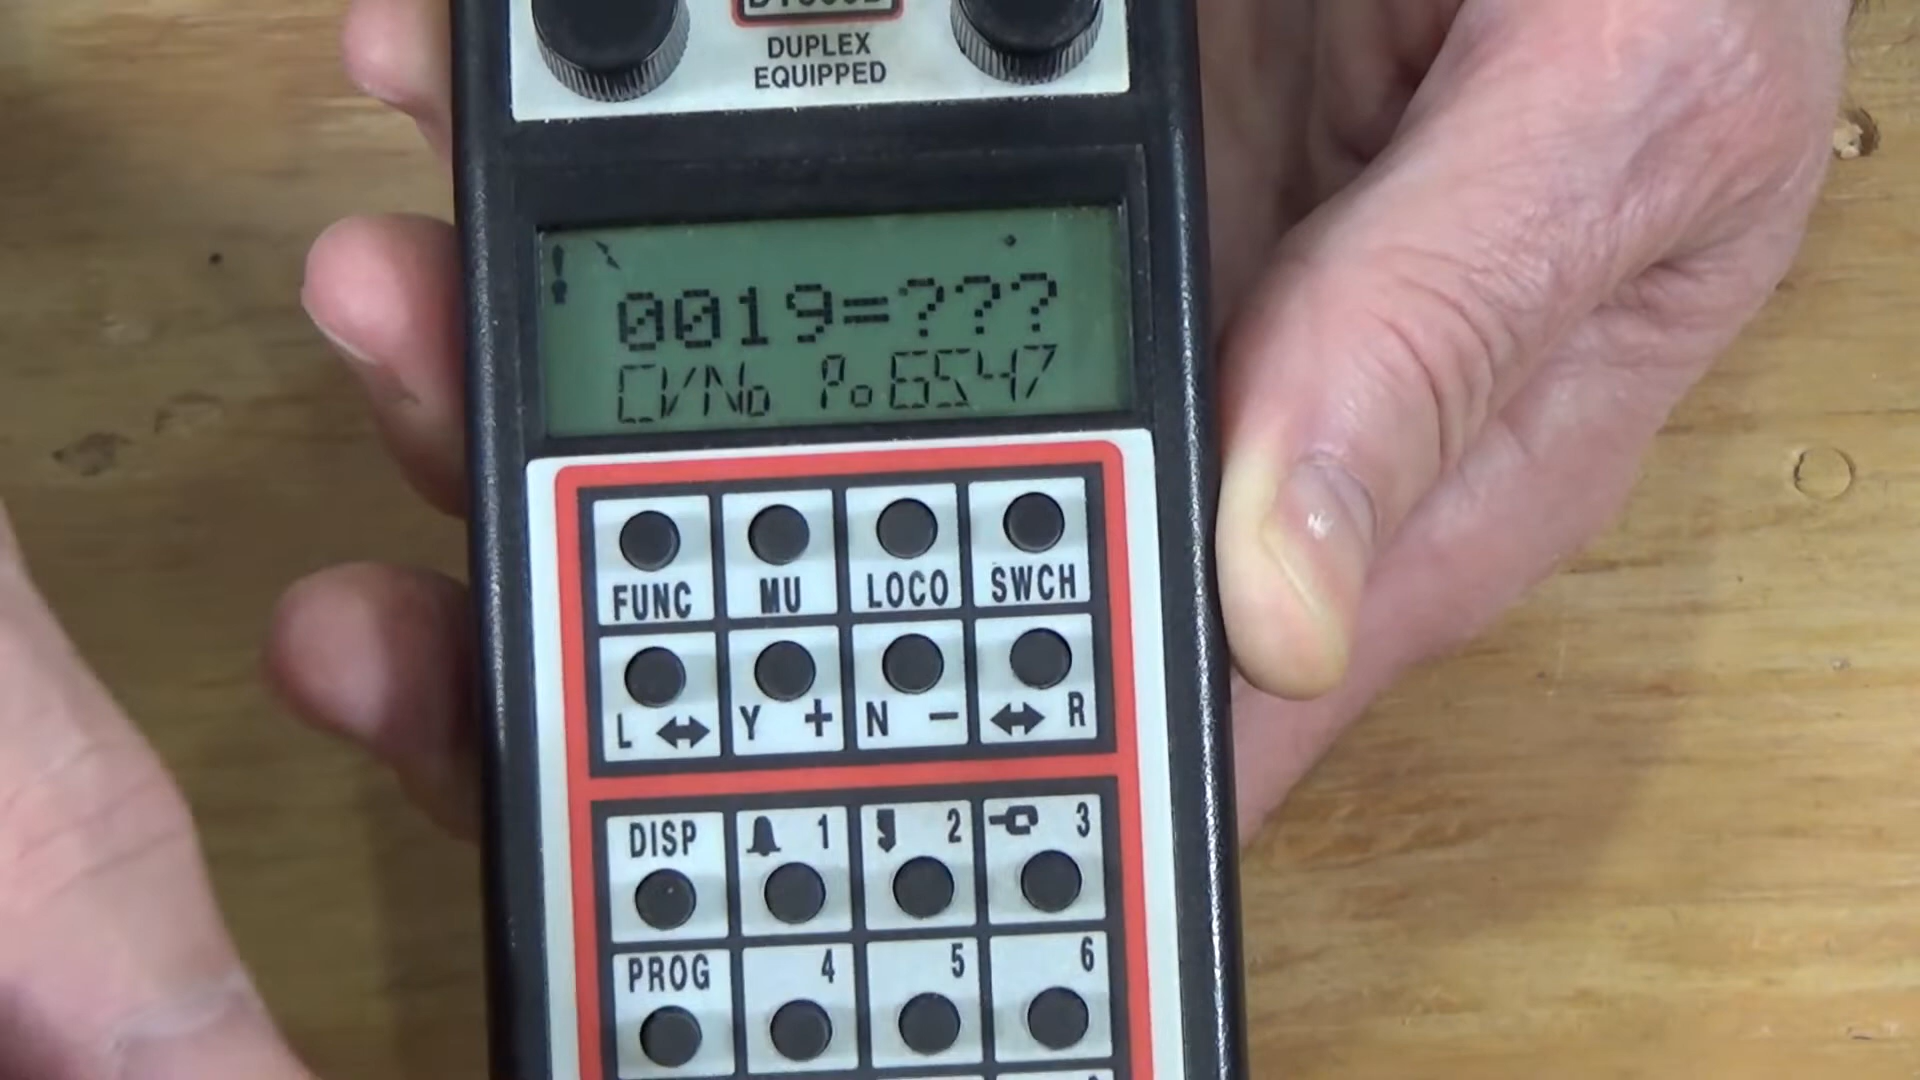 DUPLEX
EQUIPPED
0019=???
CVNo Po6547
FUNC MU LOCO SWCH
L Y + N - R
DISP 1 2 3
PROG 4 5 6